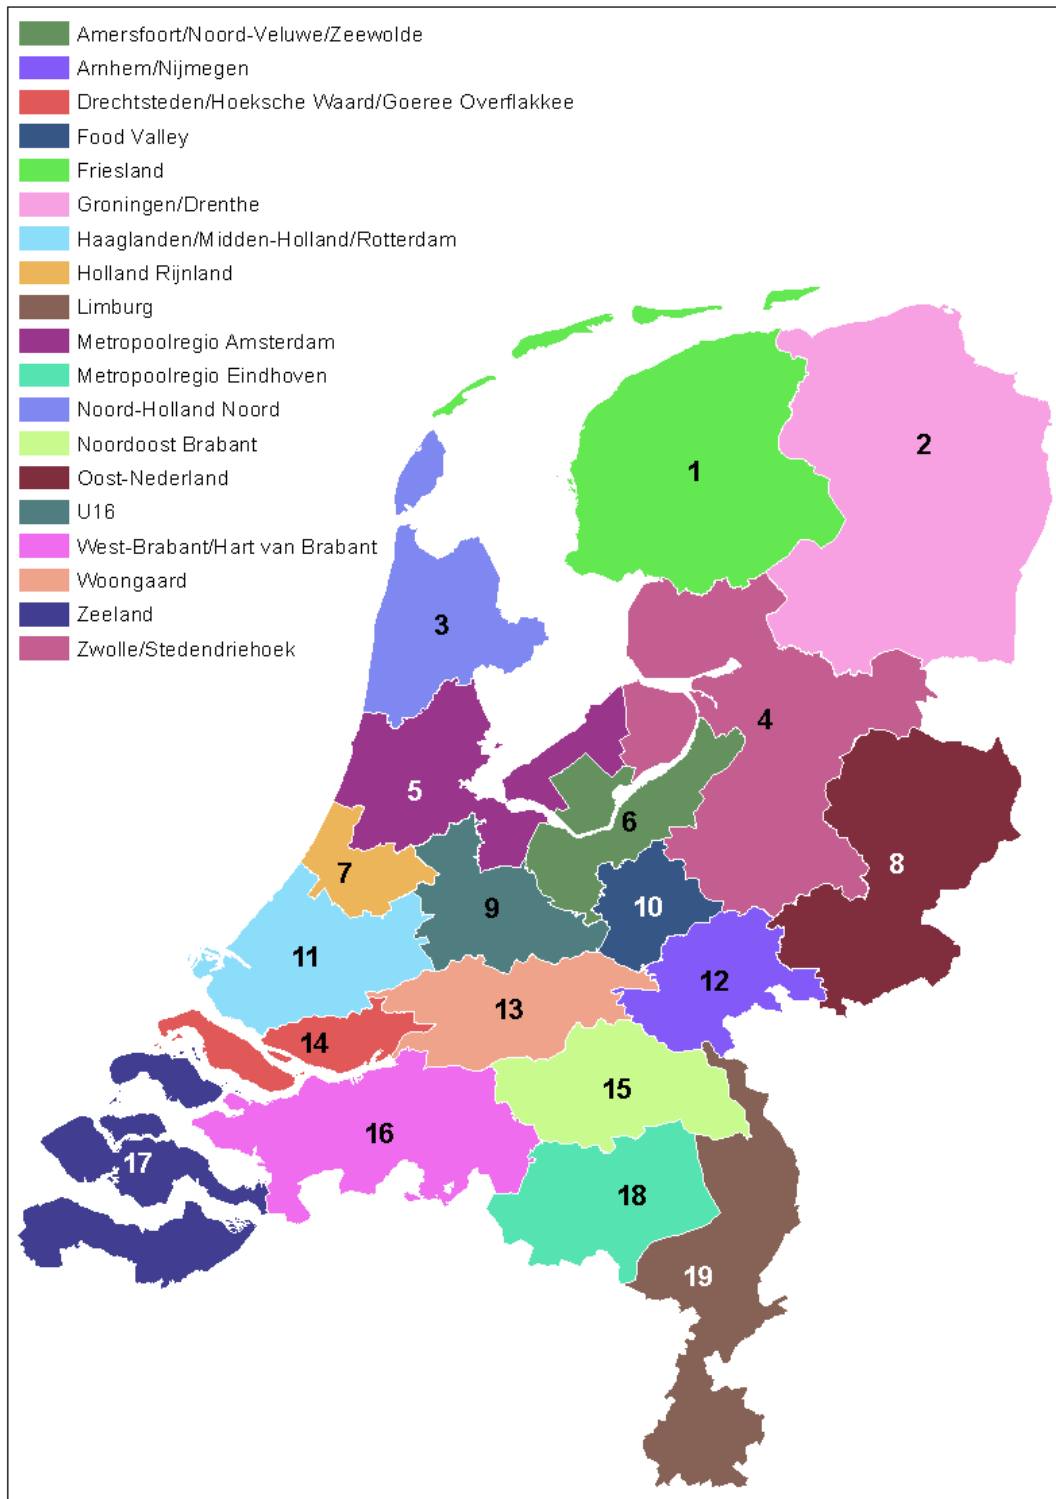 Amersfoort/Noord-Veluwe/Zeewolde
Arnhem/Nijmegen
Drechtsteden/Hoeksche Waard/Goeree Overflakkee
Food Valley
Friesland
Groningen/Drenthe
Haaglanden/Midden-Holland/Rotterdam
Holland Rijnland
Limburg
Metropoolregio Amsterdam
Metropoolregio Eindhoven
Noord-Holland Noord
Noordoost Brabant
Oost-Nederland
U16
West-Brabant/Hart van Brabant
Woongaard
Zeeland
Zwolle/Stedendriehoek
1
2
3
4
5
6
7
8
9
10
11
12
13
14
15
16
17
18
19